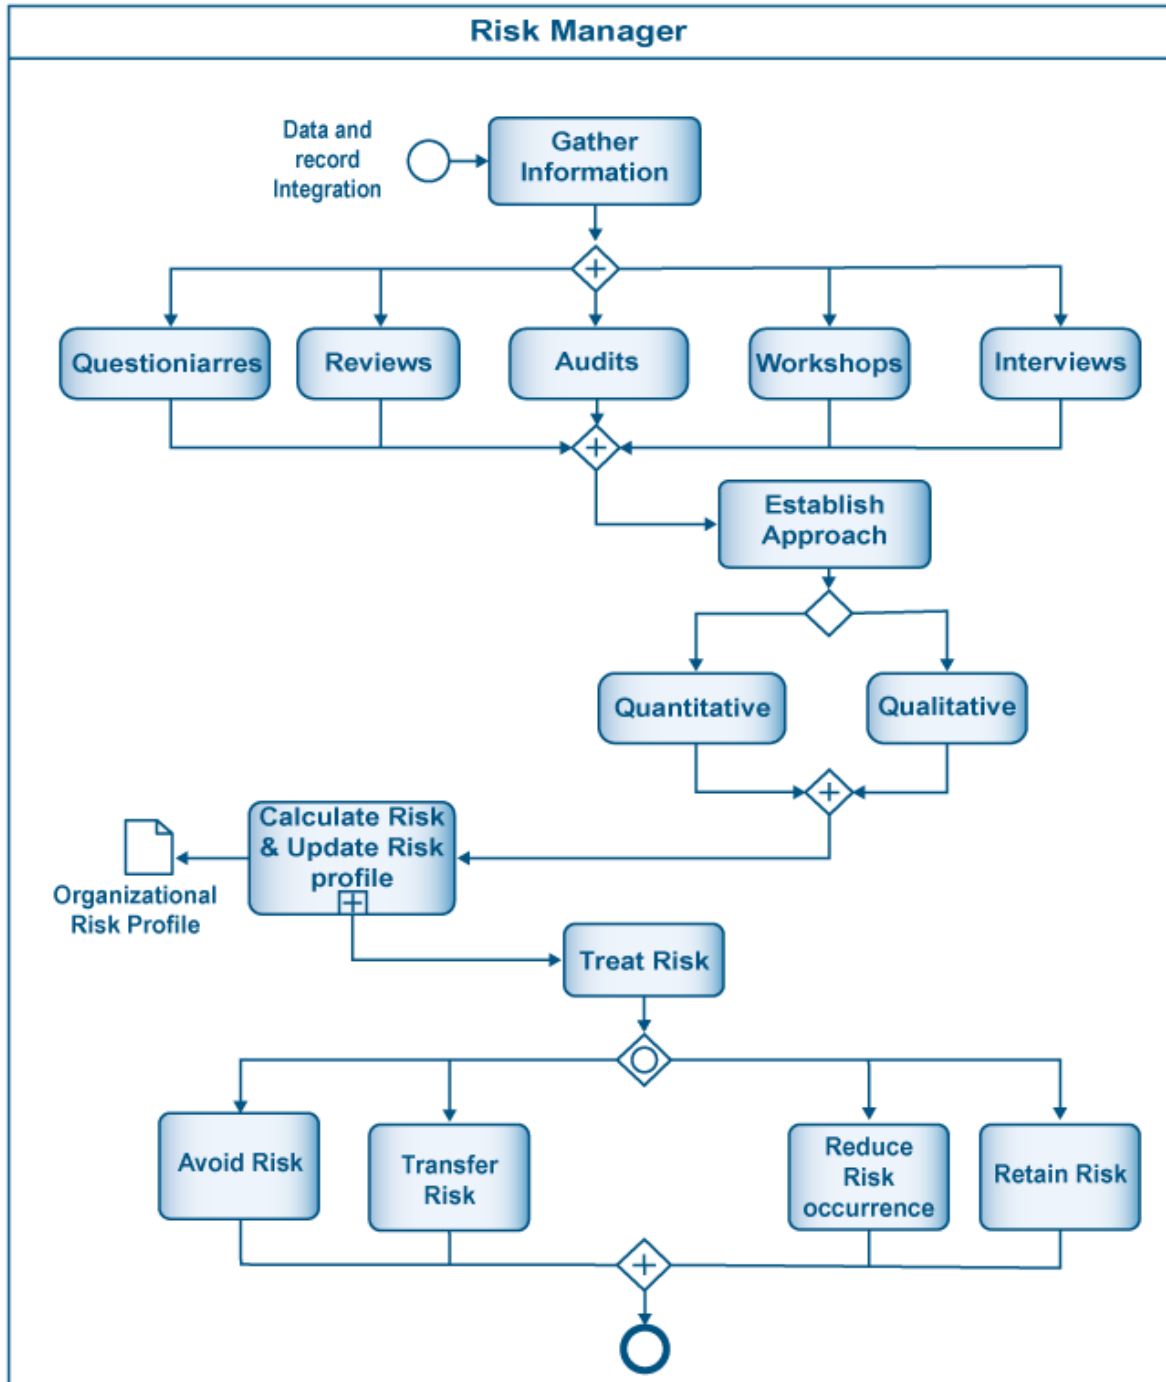 Risk Manager
Data and
record
Integration
Gather
Information
Questioniarres
Reviews
Audits
Workshops
Interviews
Establish
Approach
Quantitative
Qualitative
Calculate Risk
& Update Risk
profile
Organizational
Risk Profile
Treat Risk
Avoid Risk
Transfer
Risk
Reduce
Risk
occurrence
Retain Risk